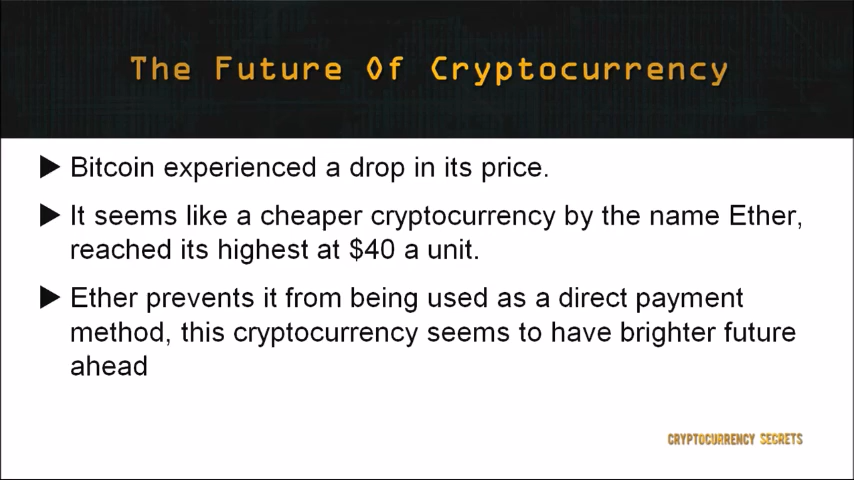 The Future Of Cryptocurrency
Bitcoin experienced a drop in its price.
It seems like a cheaper cryptocurrency by the name Ether,
reached its highest at $40 a unit.
Ether prevents it from being used as a direct payment
method, this cryptocurrency seems to have brighter future
ahead
CRYPTOCURRENCY SECRETS